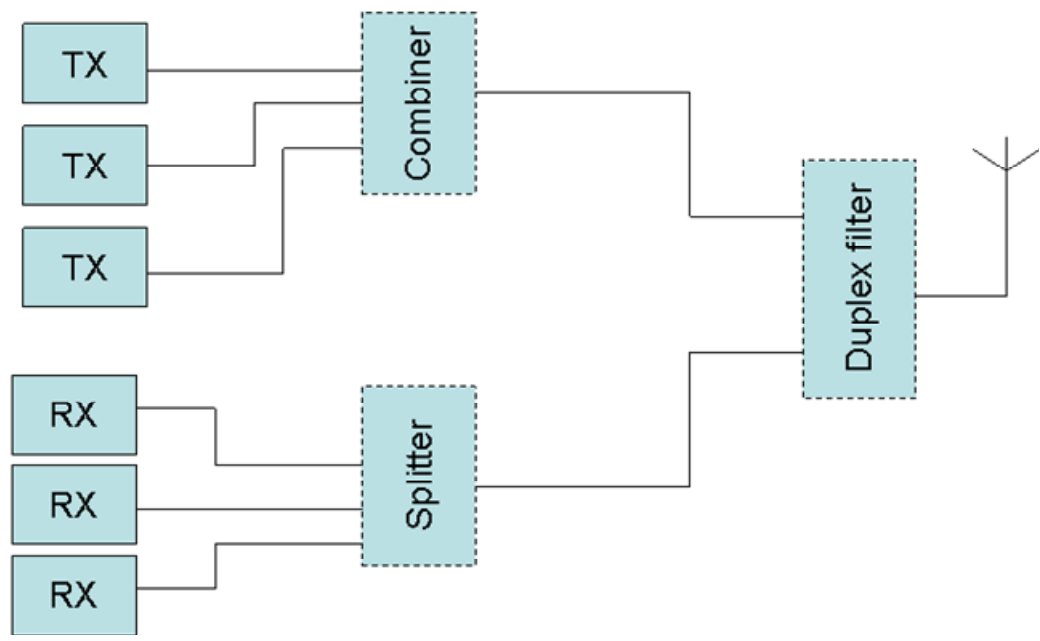 TX
TX
TX
Combiner
Duplex filter
RX
RX
RX
Splitter